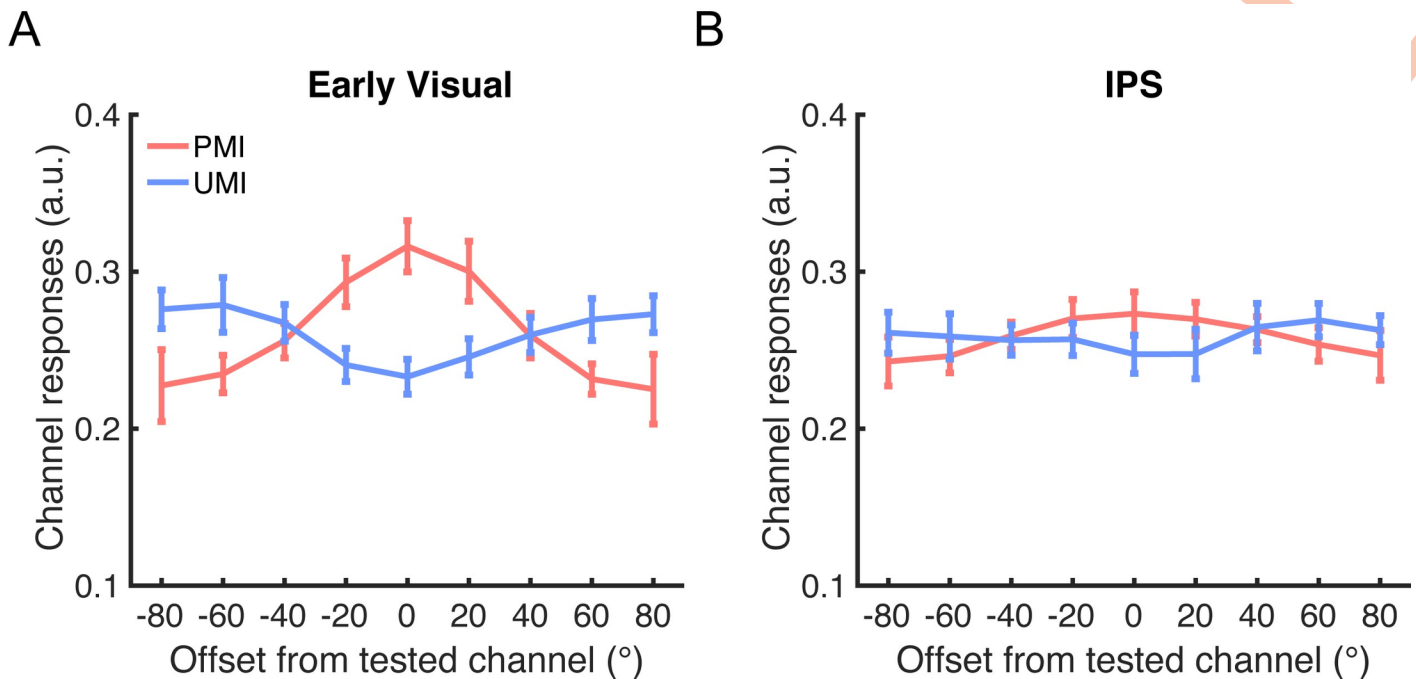 A
Early Visual
PMI
UMI
Channel responses (a.u.)
0.4
0.3
0.2
0.1
-80 -60 -40 -20 0 20 40 60 80
Offset from tested channel (°)
B
IPS
Channel responses (a.u.)
0.4
0.3
0.2
0.1
-80 -60 -40 -20 0 20 40 60 80
Offset from tested channel (°)